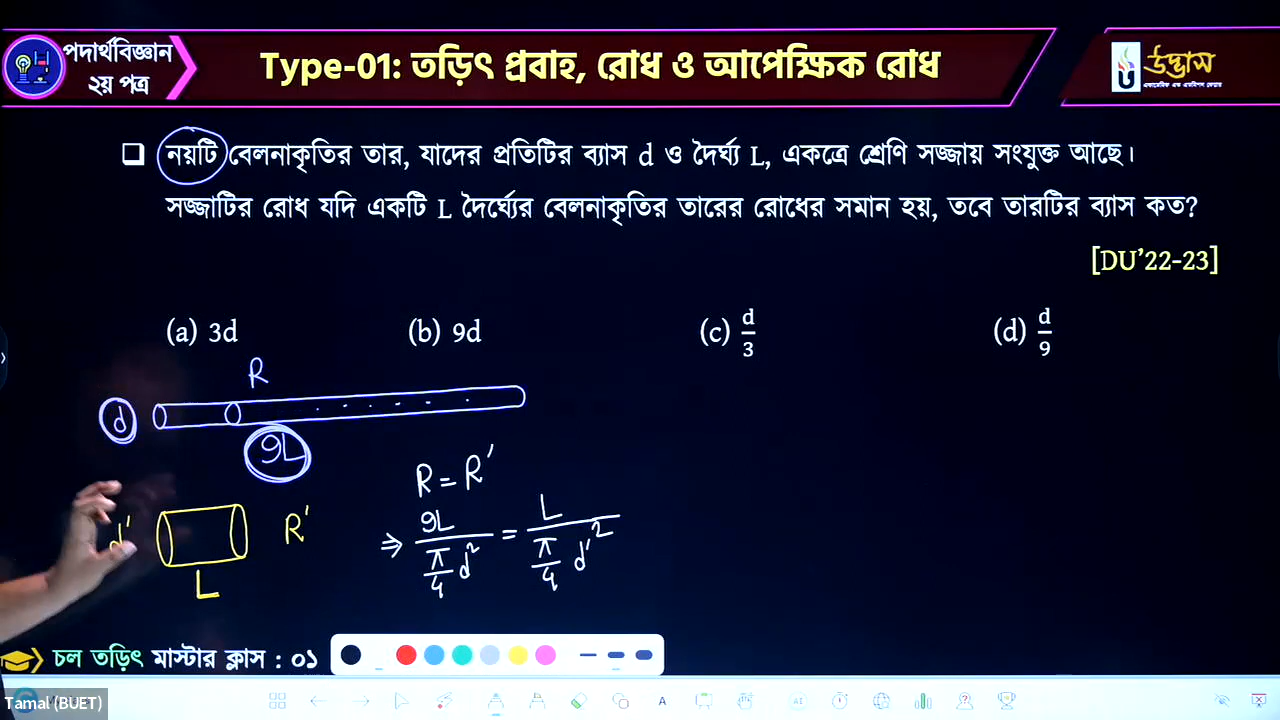 পদার্থবিজ্ঞান
২য় পত্র
Type-01: তড়িৎ প্রবাহ, রোধ ও আপেক্ষিক রোধ
উদ্ভাস
নয়টি বেলনাকৃতির তার, যাদের প্রতিটির ব্যাস d ও দৈর্ঘ্য L, একত্রে শ্রেণি সজ্জায় সংযুক্ত আছে।
সজ্জাটির রোধ যদি একটি L দৈর্ঘ্যের বেলনাকৃতির তারের রোধের সমান হয়, তবে তারটির ব্যাস কত?
[DU'22-23]
(a) 3d (b) 9d (c) d/3 (d) d/9
R
d
9L
R = R'
d' R'
L
⇒ 9L/(π/4 d²) = L/(π/4 d'²)
চল তড়িৎ মাস্টার ক্লাস : ০১
Tamal (BUET)